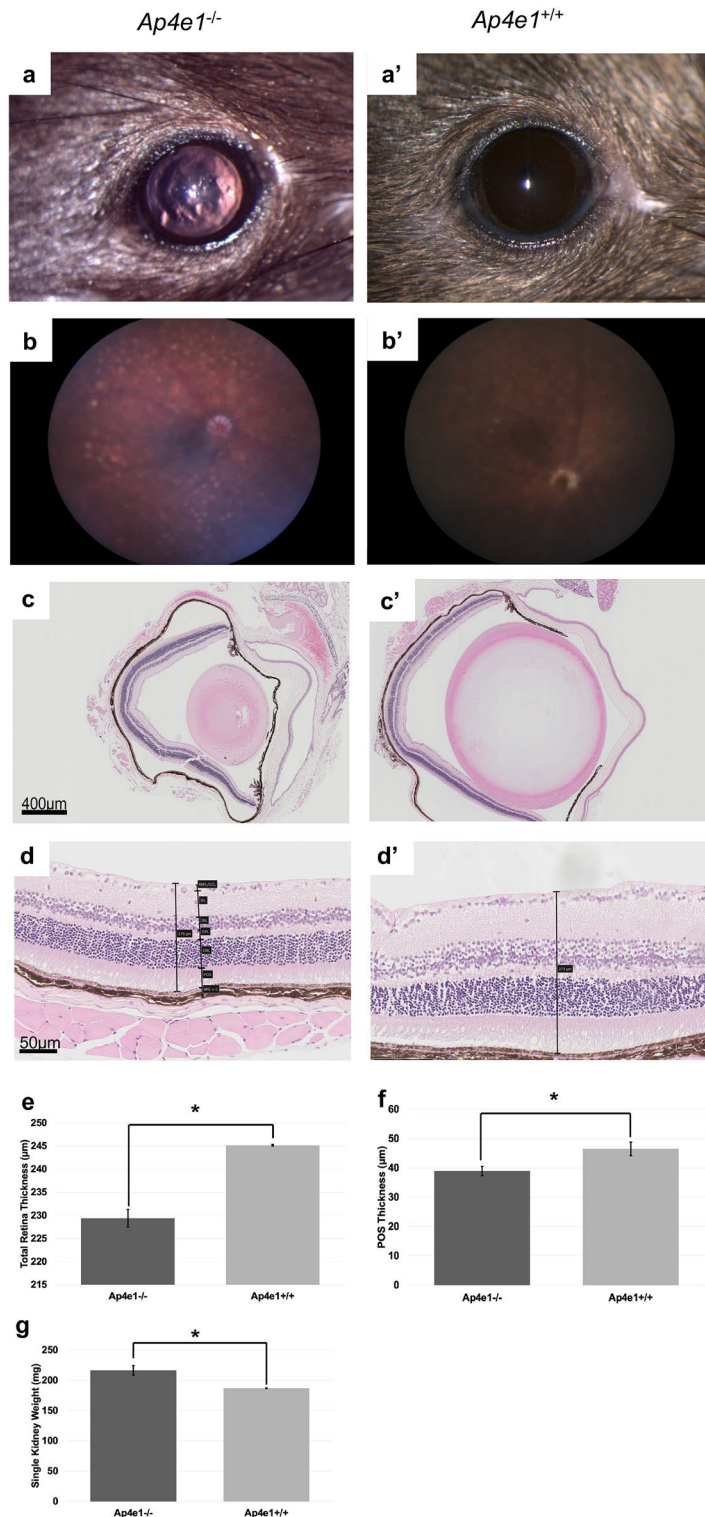 Ap4e1-/- Ap4e1+/+
a a'
b b'
c c'
400µm
d d'
50µm
e
*
Total Retina Thickness (µm)
250
245
240
235
230
225
220
215
Ap4e1-/- Ap4e1+/+
f
*
POS Thickness (µm)
60
50
40
30
20
10
0
Ap4e1-/- Ap4e1+/+
g
*
Single Kidney Weight (mg)
250
200
150
100
50
0
Ap4e1-/- Ap4e1+/+